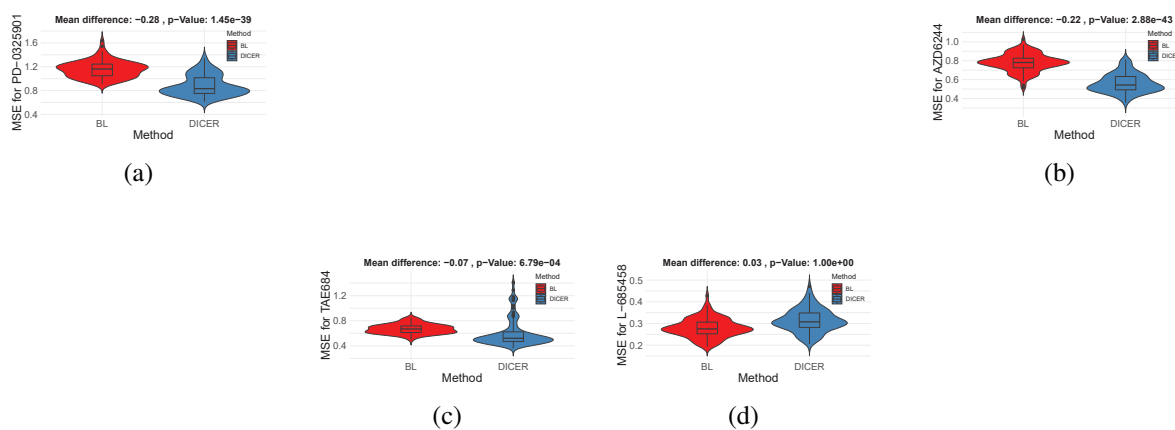 Mean difference: −0.28 , p−Value: 1.45e−39
MSE for PD−0325901
1.6
1.2
0.8
0.4
Method
BL
DICER
BL
DICER
Method
(a)
Mean difference: −0.22 , p−Value: 2.88e−43
MSE for AZD6244
1.0
0.8
0.6
0.4
Method
BL
DICER
BL
DICER
Method
(b)
Mean difference: −0.07 , p−Value: 6.79e−04
MSE for TAE684
1.2
0.8
0.4
Method
BL
DICER
BL
DICER
Method
(c)
Mean difference: 0.03 , p−Value: 1.00e+00
MSE for L−685458
0.5
0.4
0.3
0.2
Method
BL
DICER
BL
DICER
Method
(d)